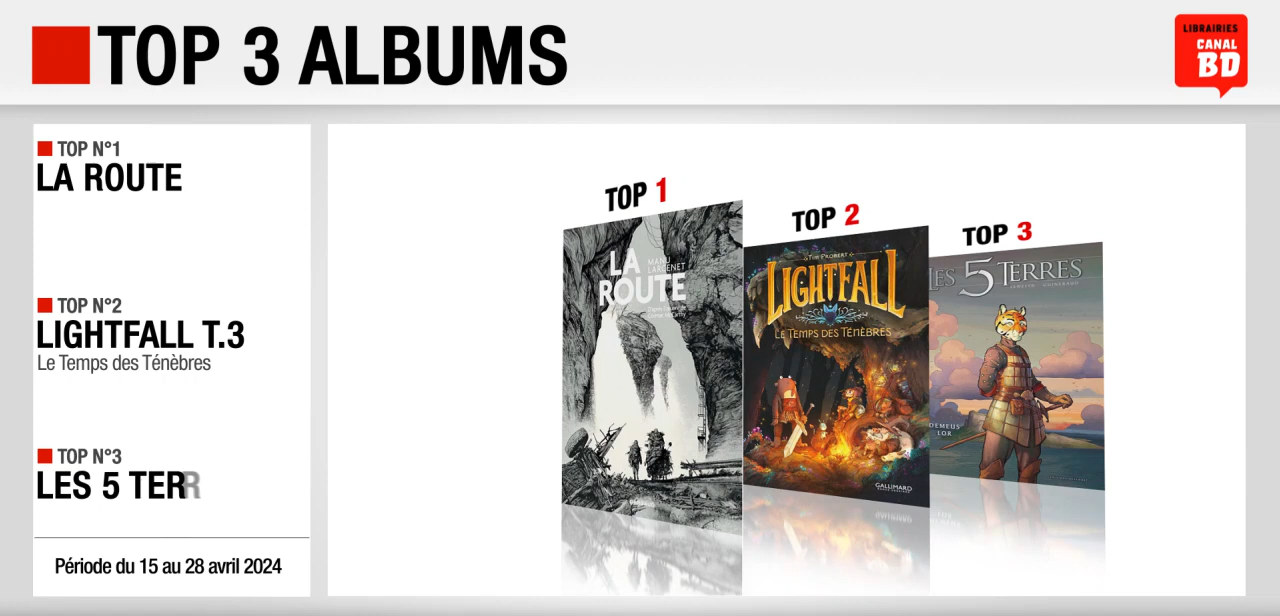 TOP 3 ALBUMS
LIBRAIRIES
CANAL
BD
TOP N°1
LA ROUTE
TOP N°2
LIGHTFALL T.3
Le Temps des Ténèbres
TOP N°3
LES 5 TERR
Période du 15 au 28 avril 2024
TOP 1
LA
ROUTE
MANU
LARCENET
TOP 2
TIM PROBERT
LIGHTFALL
LE TEMPS DES TÉNÈBRES
GALLIMARD
TOP 3
LES 5 TERRES
DEMEUS
LOR